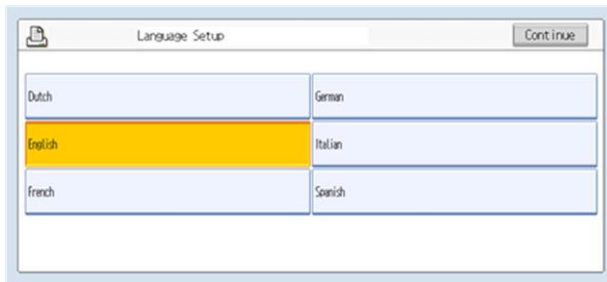 Language Setup
Continue
Dutch
German
English
Italian
French
Spanish